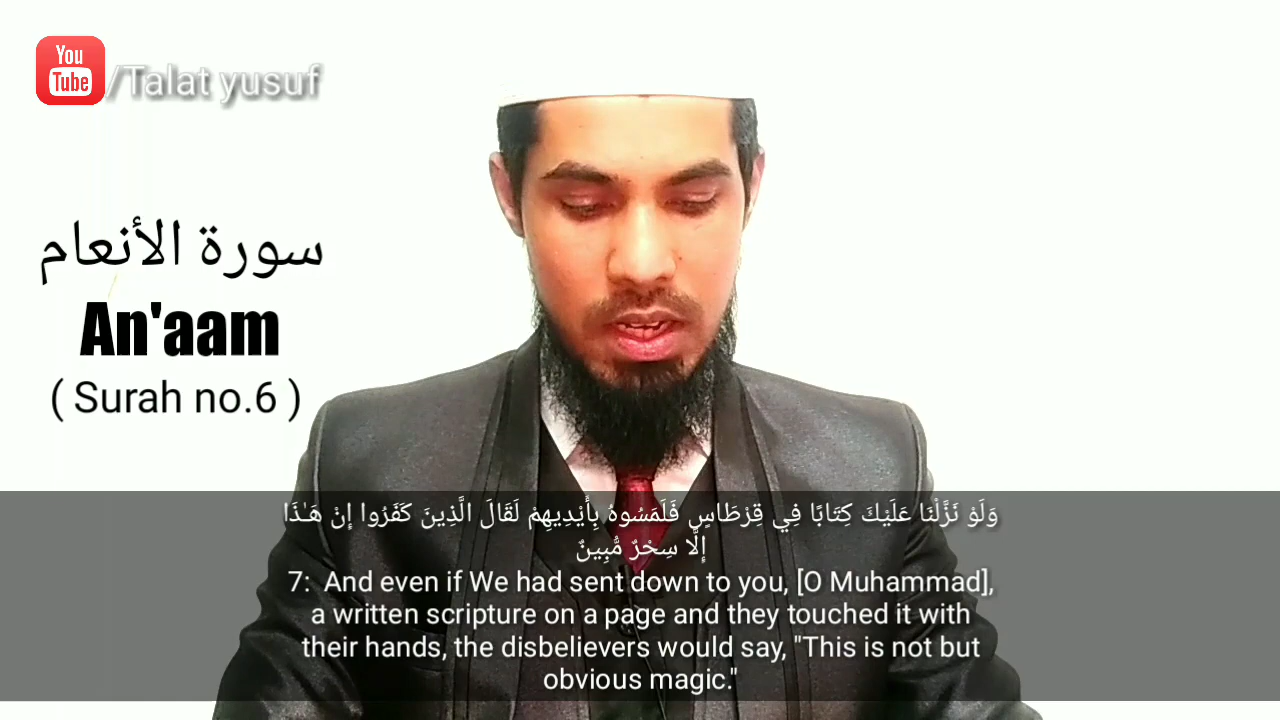 You
Tube
/Talat yusuf
سورة الأنعام
An'aam
( Surah no.6 )
وَلَوْ نَزَّلْنَا عَلَيْكَ كِتَابًا فِي قِرْطَاسٍ فَلَمَسُوهُ بِأَيْدِيهِمْ لَقَالَ الَّذِينَ كَفَرُوا إِنْ هَـٰذَا
إِلَّا سِحْرٌ مُّبِينٌ
7:  And even if We had sent down to you, [O Muhammad],
a written scripture on a page and they touched it with
their hands, the disbelievers would say, "This is not but
obvious magic."